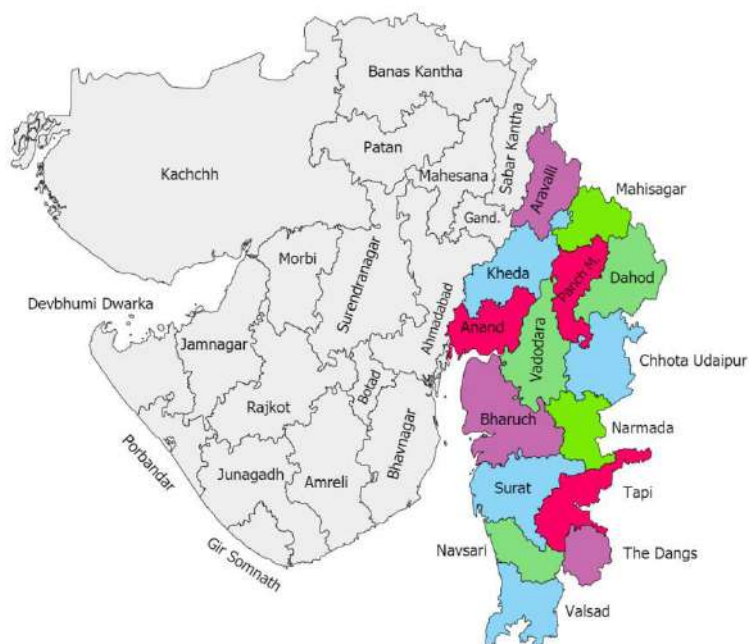 Banas Kantha
Patan
Sabar Kantha
Mahesana
Kachchh
Aravalli
Mahisagar
Gand.
Morbi
Surendranagar
Kheda
Panch M.
Dahod
Devbhumi Dwarka
Ahmadabad
Anand
Jamnagar
Vadodara
Chhota Udaipur
Botad
Rajkot
Bharuch
Narmada
Porbandar
Bhavnagar
Junagadh
Amreli
Surat
Tapi
Gir Somnath
Navsari
The Dangs
Valsad